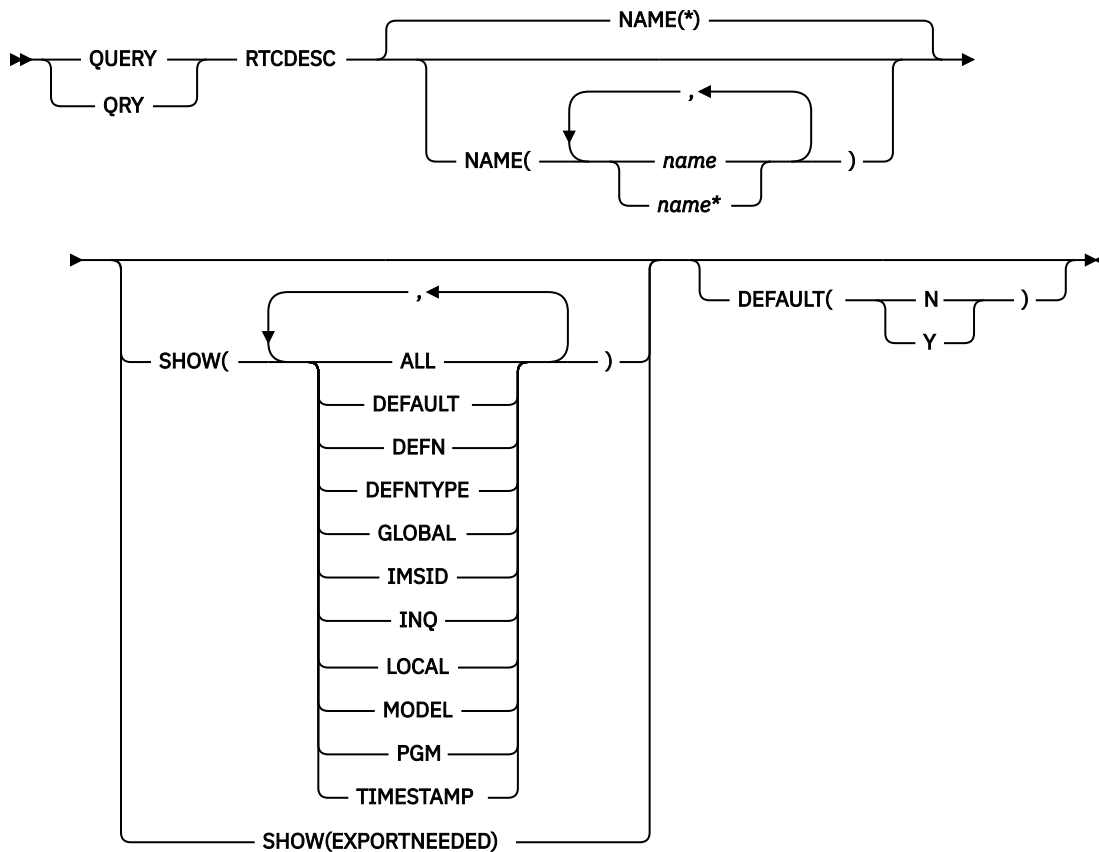 NAME(*)
QUERY RTCDESC
QRY
,
NAME( name )
name*
,
SHOW( ALL )
DEFAULT
DEFN
DEFNTYPE
GLOBAL
IMSID
INQ
LOCAL
MODEL
PGM
TIMESTAMP
SHOW(EXPORTNEEDED)
DEFAULT( N )
Y